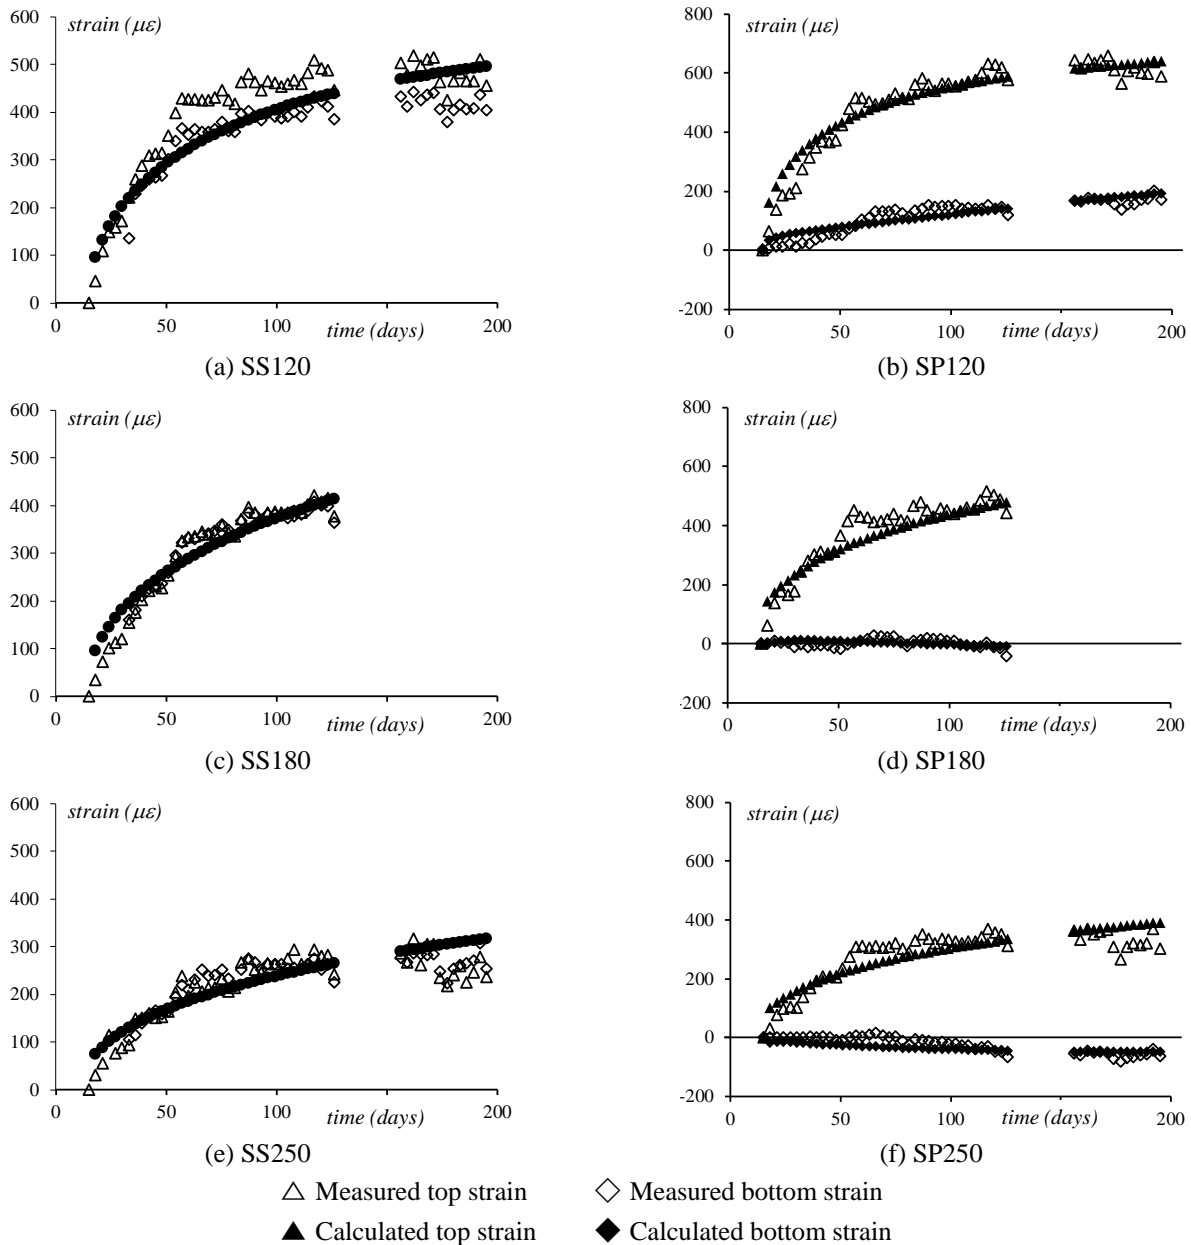 600
strain (με)
500
400
300
200
100
0
0
50
100
200
time (days)
(a) SS120
800
strain (με)
600
400
200
0
-200
0
50
100
200
time (days)
(b) SP120
600
strain (με)
500
400
300
200
100
0
0
50
100
200
time (days)
(c) SS180
800
strain (με)
600
400
200
0
-200
0
50
100
200
time (days)
(d) SP180
600
strain (με)
500
400
300
200
100
0
0
50
100
200
time (days)
(e) SS250
800
strain (με)
600
400
200
0
-200
0
50
100
200
time (days)
(f) SP250
Measured top strain
Measured bottom strain
Calculated top strain
Calculated bottom strain